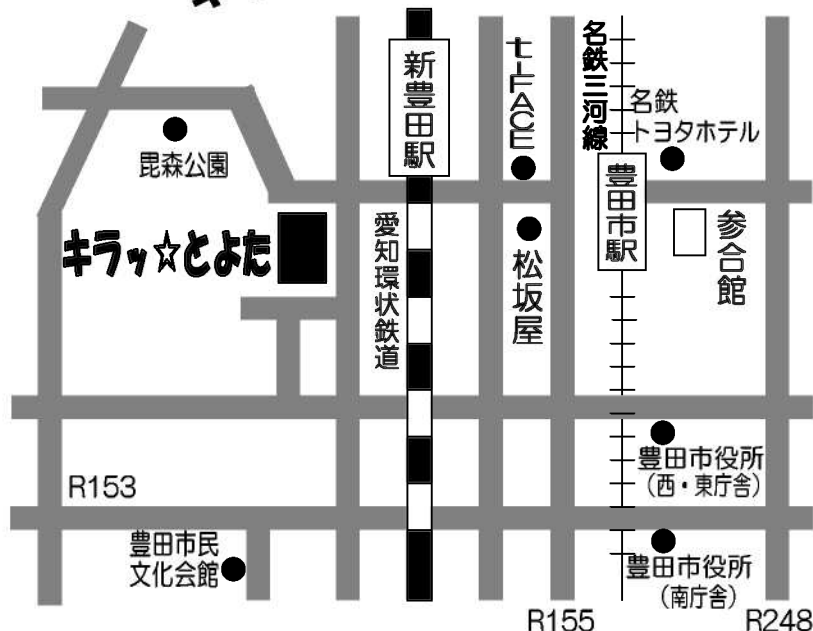 新豊田駅
t-FACE
名鉄三河線
名鉄
トヨタホテル
毘森公園
豊田市駅
キラッ☆とよた
愛知環状鉄道
松坂屋
参合館
豊田市役所
(西・東庁舎)
R153
豊田市民
文化会館
豊田市役所
(南庁舎)
R155
R248